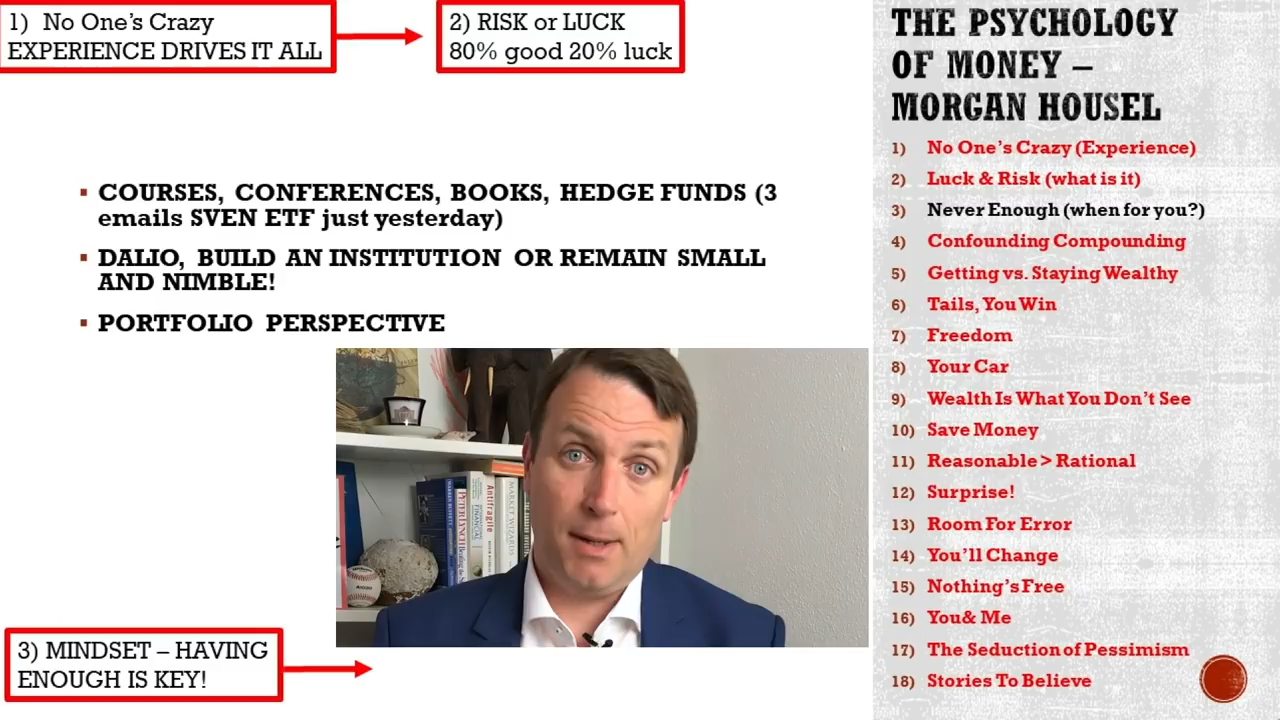 1) No One's Crazy
EXPERIENCE DRIVES IT ALL
2) RISK or LUCK
80% good 20% luck
▪ COURSES, CONFERENCES, BOOKS, HEDGE FUNDS (3
emails SVEN ETF just yesterday)
▪ DALIO, BUILD AN INSTITUTION OR REMAIN SMALL
AND NIMBLE!
▪ PORTFOLIO PERSPECTIVE
PETER LYNCH
Antifragile
MARKET WIZARDS
3) MINDSET – HAVING
ENOUGH IS KEY!
THE PSYCHOLOGY
OF MONEY –
MORGAN HOUSEL
1) No One's Crazy (Experience)
2) Luck & Risk (what is it)
3) Never Enough (when for you?)
4) Confounding Compounding
5) Getting vs. Staying Wealthy
6) Tails, You Win
7) Freedom
8) Your Car
9) Wealth Is What You Don't See
10) Save Money
11) Reasonable > Rational
12) Surprise!
13) Room For Error
14) You'll Change
15) Nothing's Free
16) You& Me
17) The Seduction of Pessimism
18) Stories To Believe